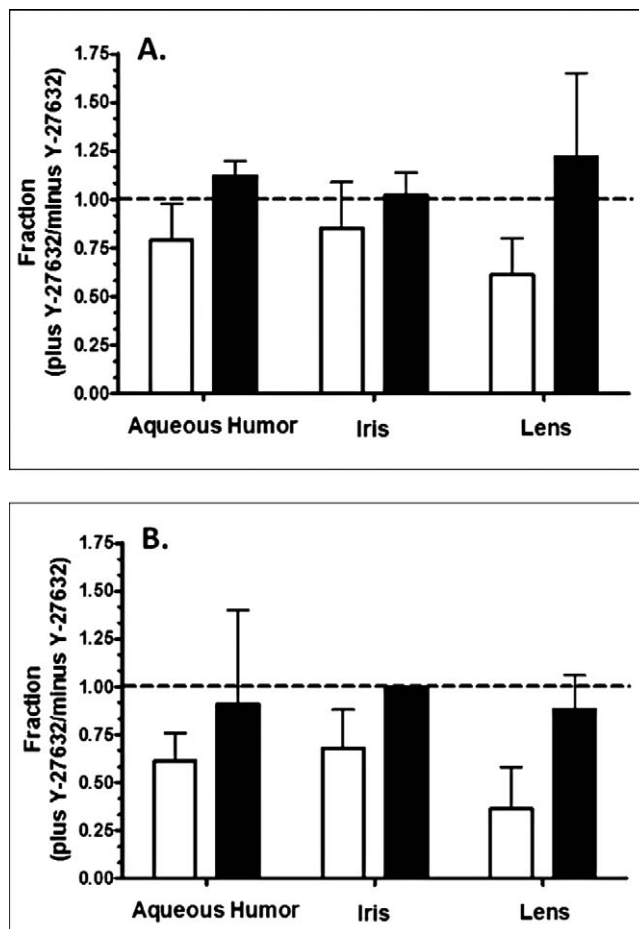 A.
Fraction
(plus Y-27632/minus Y-27632)
1.75
1.50
1.25
1.00
0.75
0.50
0.25
0.00
Aqueous Humor Iris Lens
B.
Fraction
(plus Y-27632/minus Y-27632)
1.75
1.50
1.25
1.00
0.75
0.50
0.25
0.00
Aqueous Humor Iris Lens